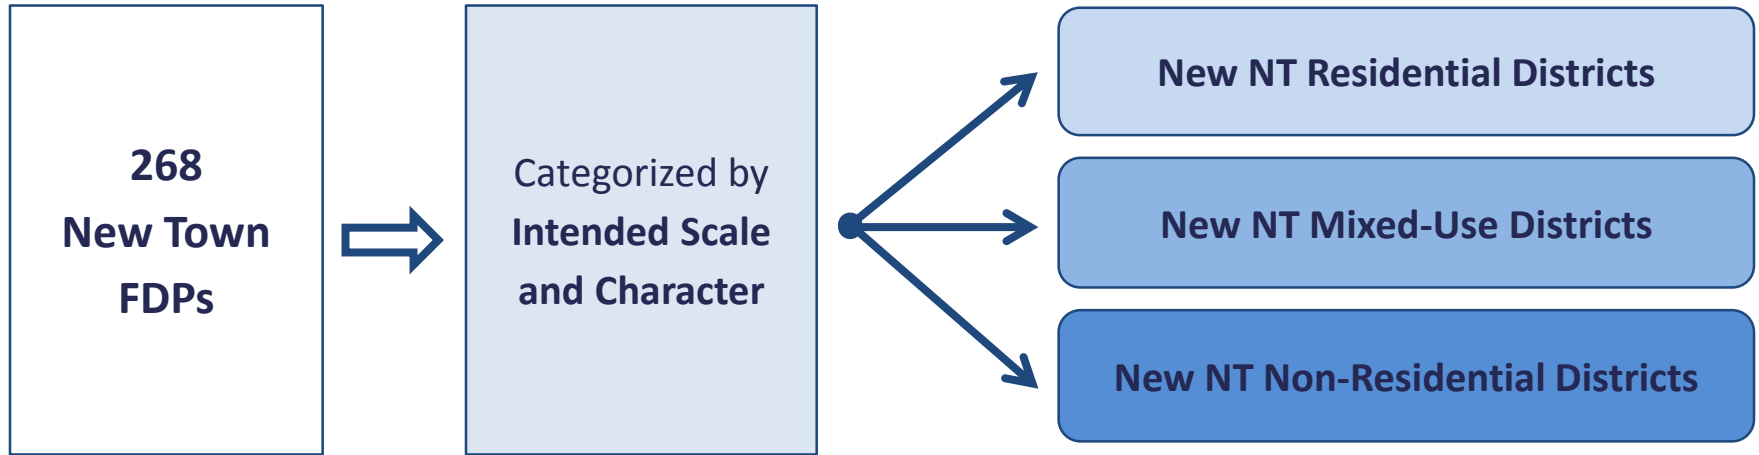 268
New Town
FDPs
Categorized by
Intended Scale
and Character
New NT Residential Districts
New NT Mixed-Use Districts
New NT Non-Residential Districts